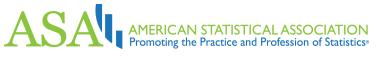 ASA AMERICAN STATISTICAL ASSOCIATION
Promoting the Practice and Profession of Statistics®